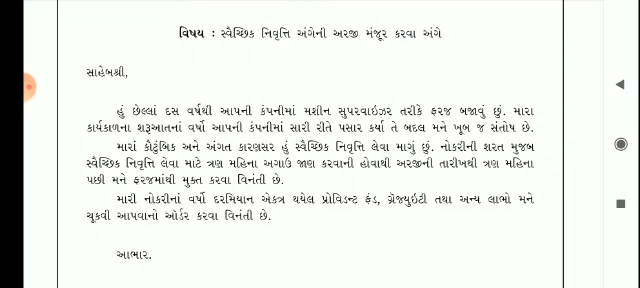 વિષય : સ્વૈચ્છિક નિવૃત્તિ અંગેની અરજી મંજૂર કરવા અંગે
સાહેબશ્રી,
હું છેલ્લાં દસ વર્ષથી આપની કંપનીમાં મશીન સુપરવાઇઝર તરીકે ફરજ બજાવું છું. મારા
કાર્યકાળના શરૂઆતનાં વર્ષો આપની કંપનીમાં સારી રીતે પસાર કર્યા તે બદલ મને ખૂબ જ સંતોષ છે.
મારાં કૌટુંબિક અને અંગત કારણસર હું સ્વૈચ્છિક નિવૃત્તિ લેવા માગું છું. નોકરીની શરત મુજબ
સ્વૈચ્છિક નિવૃત્તિ લેવા માટે ત્રણ મહિના અગાઉ જાણ કરવાની હોવાથી અરજીની તારીખથી ત્રણ મહિના
પછી મને ફરજમાંથી મુક્ત કરવા વિનંતી છે.
મારી નોકરીનાં વર્ષો દરમિયાન એકત્ર થયેલ પ્રોવિડન્ટ ફંડ, ગ્રૅજ્યુઇટી તથા અન્ય લાભો મને
ચૂકવી આપવાનો ઑર્ડર કરવા વિનંતી છે.
આભાર.